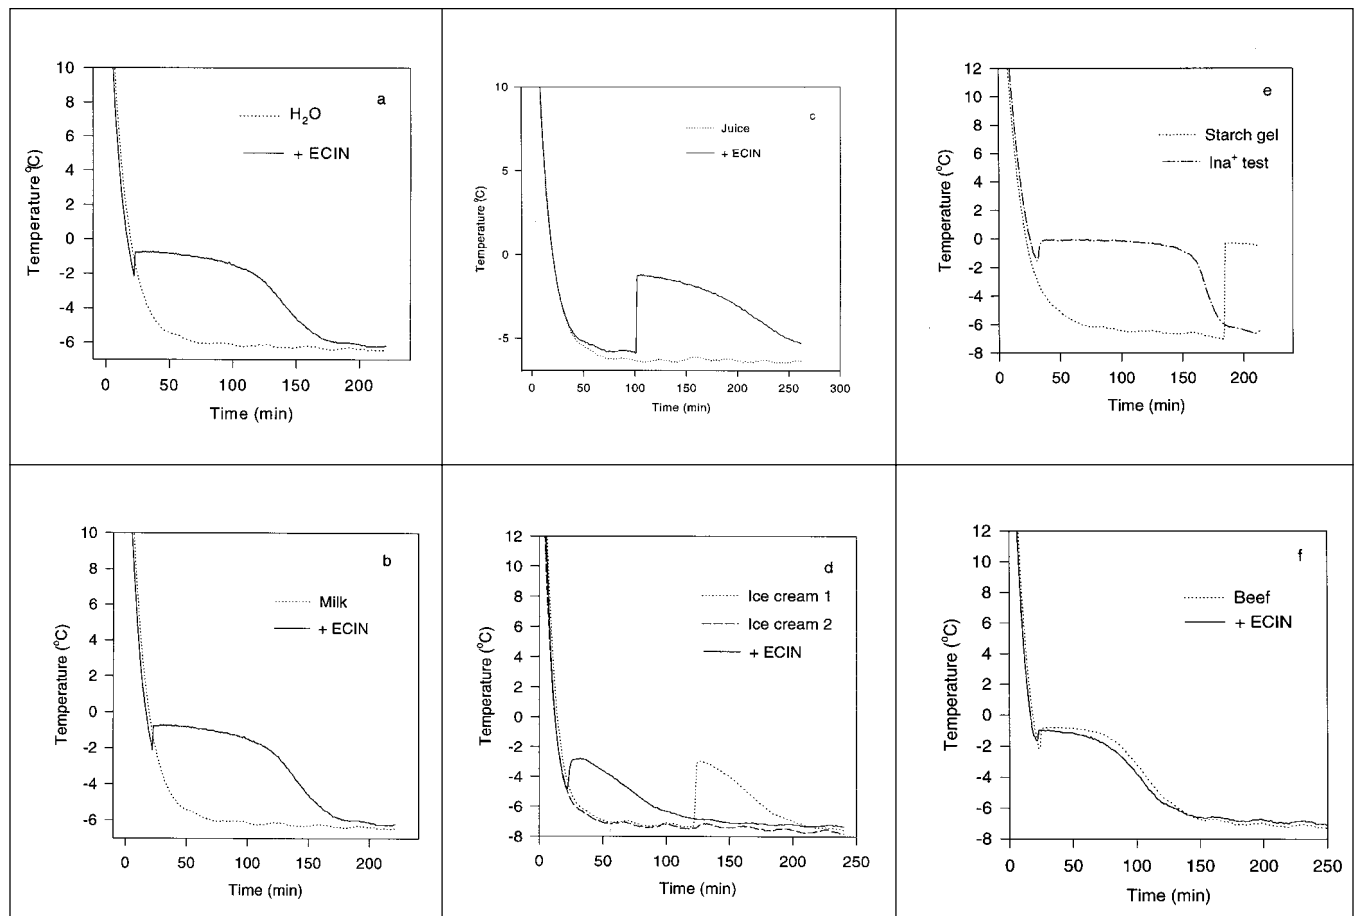 a
H₂O
+ ECIN
10
8
6
4
2
0
-2
-4
-6
Temperature (°C)
0 50 100 150 200
Time (min)
c
Juice
+ ECIN
10
5
0
-5
Temperature (°C)
0 50 100 150 200 250 300
Time (min)
e
Starch gel
Ina⁺ test
12
10
8
6
4
2
0
-2
-4
-6
-8
Temperature (°C)
0 50 100 150 200
Time (min)
b
Milk
+ ECIN
10
8
6
4
2
0
-2
-4
-6
Temperature (°C)
0 50 100 150 200
Time (min)
d
Ice cream 1
Ice cream 2
+ ECIN
12
10
8
6
4
2
0
-2
-4
-6
-8
Temperature (°C)
0 50 100 150 200 250
Time (min)
f
Beef
+ ECIN
12
10
8
6
4
2
0
-2
-4
-6
-8
Temperature (°C)
0 50 100 150 200 250
Time (min)